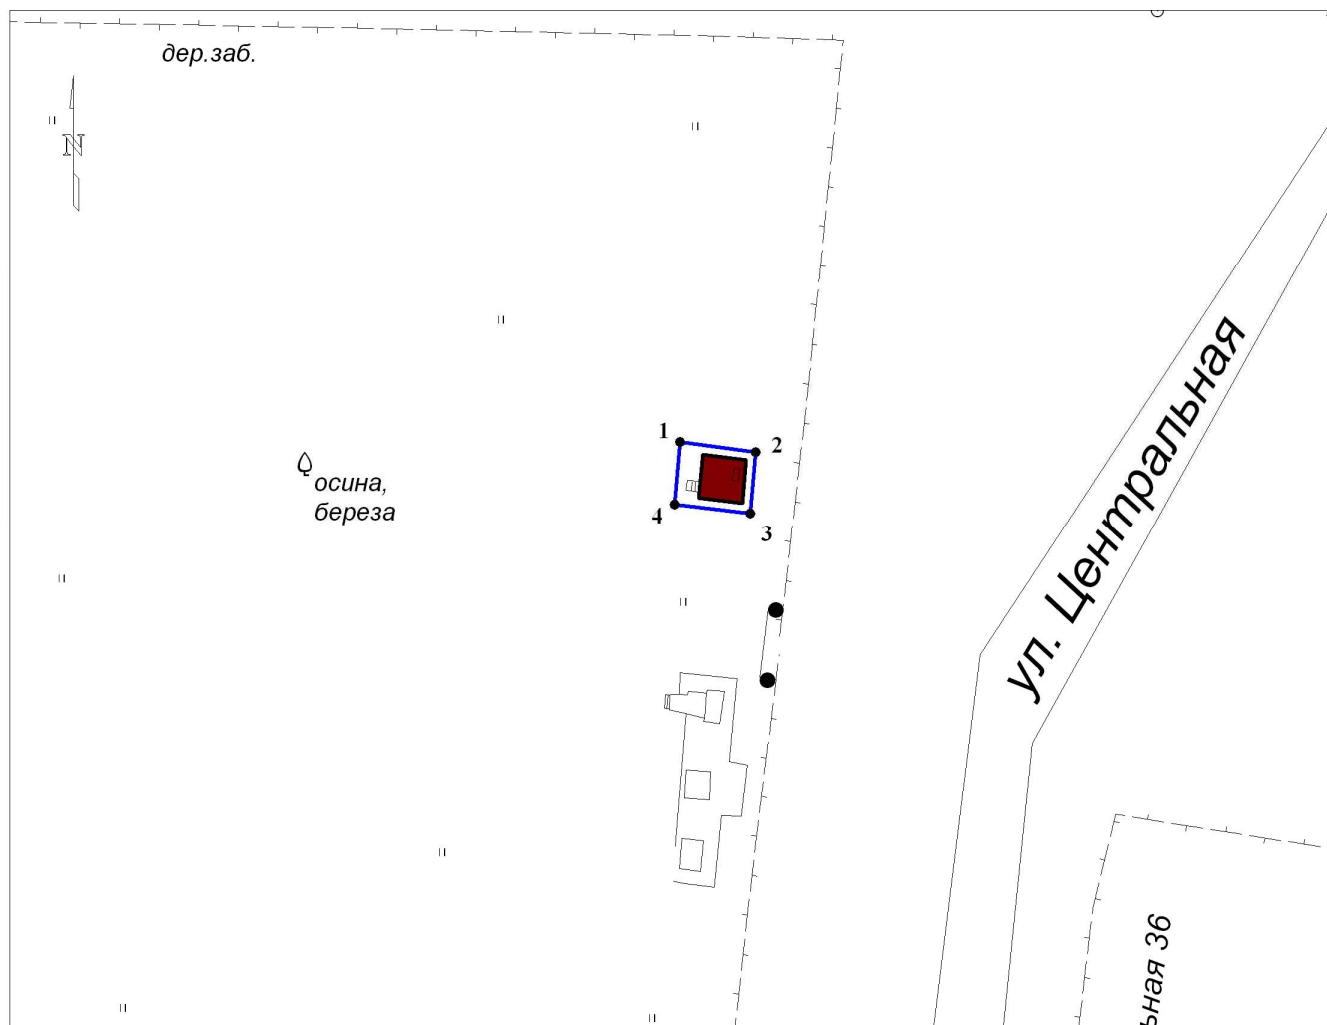 дер.заб.
N
1
2
осина,
береза
4
3
ул. Центральная
ьная 36